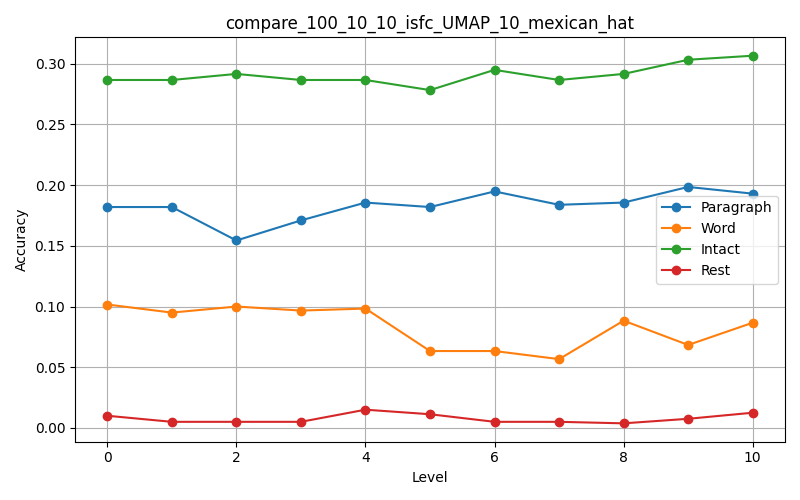 compare_100_10_10_isfc_UMAP_10_mexican_hat
0.30
0.25
0.20
0.15
0.10
0.05
0.00
Accuracy
Paragraph
Word
Intact
Rest
0 2 4 6 8 10
Level